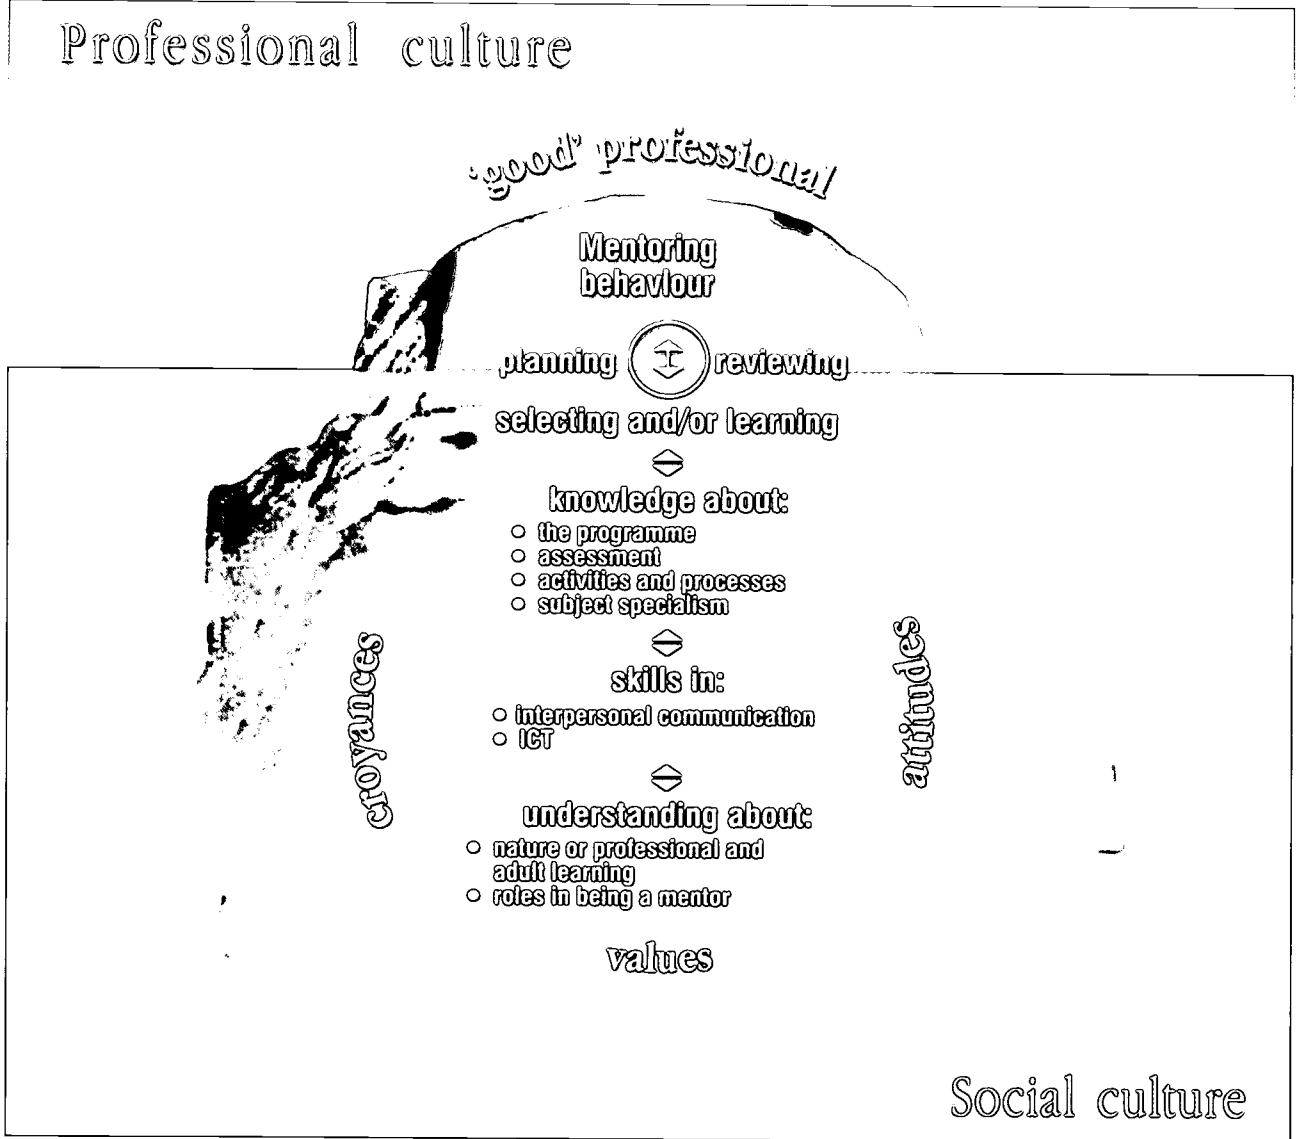 Professional culture
'good' professional
Mentoring
behaviour
planning reviewing
selecting and/or learning
knowledge about:
the programme
assessment
activities and processes
subject specialism
skills in:
interpersonal communication
ICT
croyances
attitudes
understanding about:
nature or professional and
adult learning
roles in being a mentor
values
Social culture